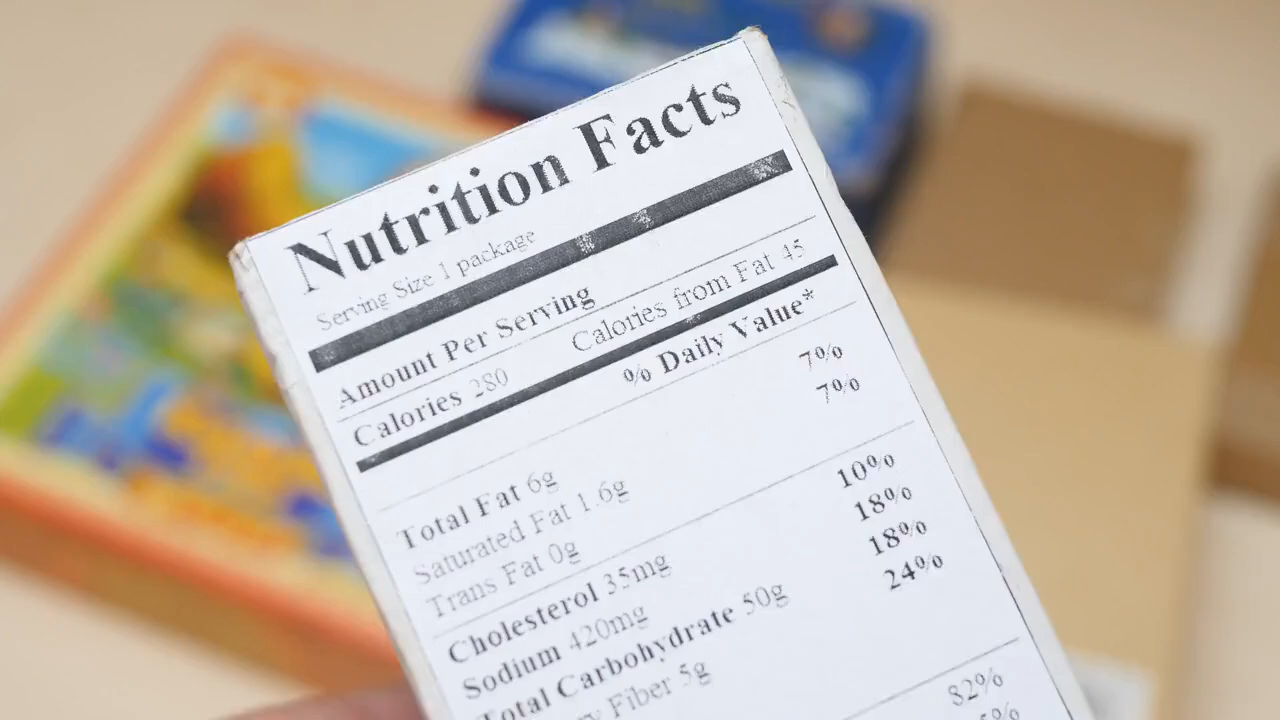 Nutrition Facts
Serving Size 1 package
Amount Per Serving
Calories 280 Calories from Fat 45
% Daily Value*
Total Fat 6g 7%
Saturated Fat 1.6g 7%
Trans Fat 0g
Cholesterol 35mg 10%
Sodium 420mg 18%
Total Carbohydrate 50g 18%
Fiber 5g 24%
82%